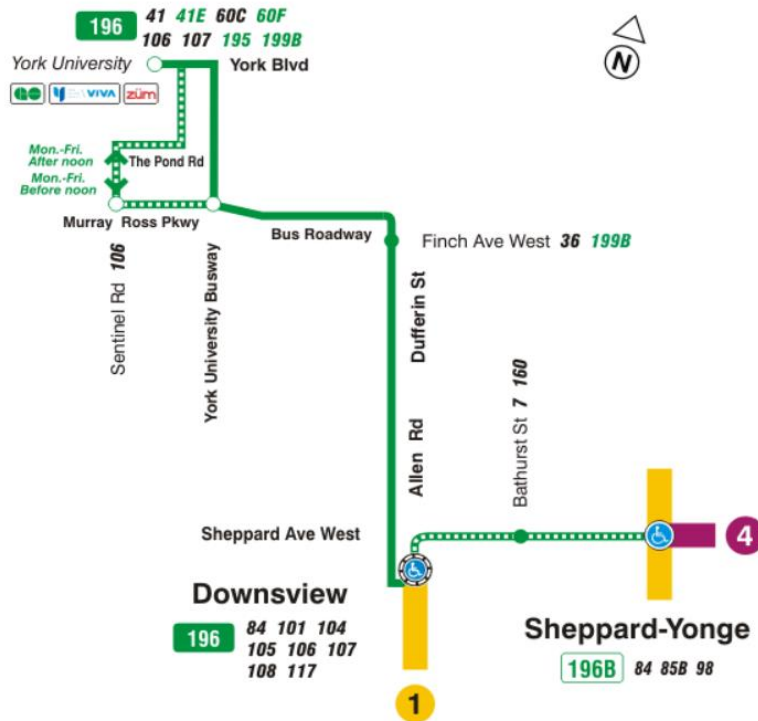 196
41 41E 60C 60F
106 107 195 199B
York University
York Blvd
VIVA züm
N
Mon.-Fri.
After noon
The Pond Rd
Mon.-Fri.
Before noon
Murray Ross Pkwy
Bus Roadway
Finch Ave West 36 199B
Sentinel Rd 106
York University Busway
Dufferin St
Allen Rd
Bathurst St 7 160
Sheppard Ave West
4
Downsview
196
84 101 104
105 106 107
108 117
Sheppard-Yonge
196B 84 85B 98
1